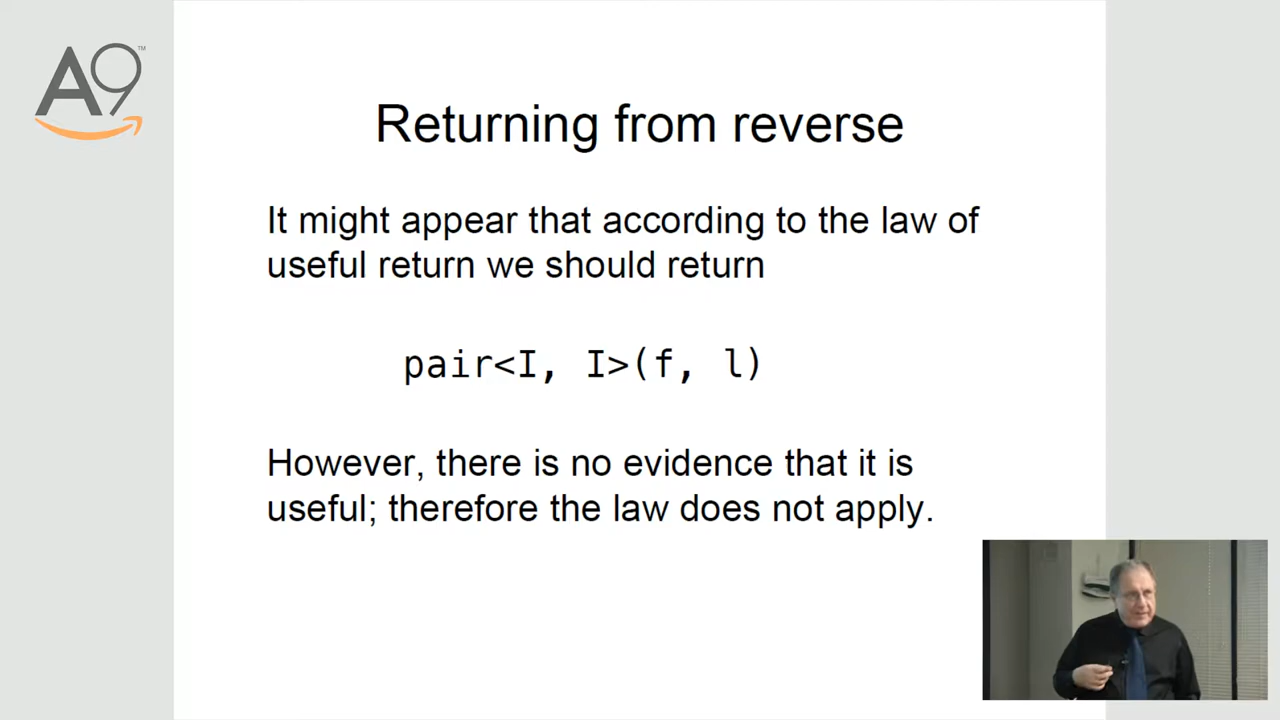 A9™
Returning from reverse
It might appear that according to the law of
useful return we should return
pair<I, I>(f, l)
However, there is no evidence that it is
useful; therefore the law does not apply.